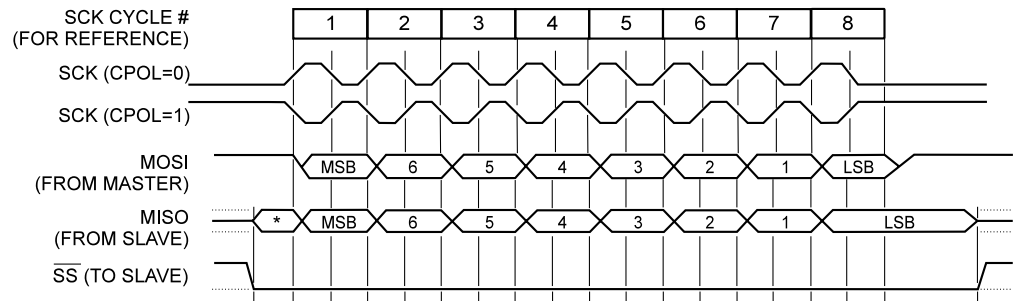 SCK CYCLE #
(FOR REFERENCE)
1 2 3 4 5 6 7 8
SCK (CPOL=0)
SCK (CPOL=1)
MOSI
(FROM MASTER)
MSB 6 5 4 3 2 1 LSB
MISO
(FROM SLAVE)
* MSB 6 5 4 3 2 1 LSB
SS (TO SLAVE)